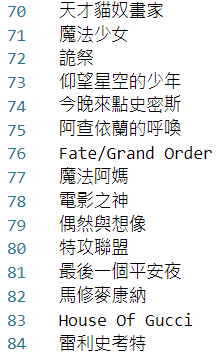 70 天才貓奴畫家
71 魔法少女
72 詭祭
73 仰望星空的少年
74 今晚來點史密斯
75 阿查依蘭的呼喚
76 Fate/Grand Order
77 魔法阿媽
78 電影之神
79 偶然與想像
80 特攻聯盟
81 最後一個平安夜
82 馬修麥康納
83 House Of Gucci
84 雷利史考特